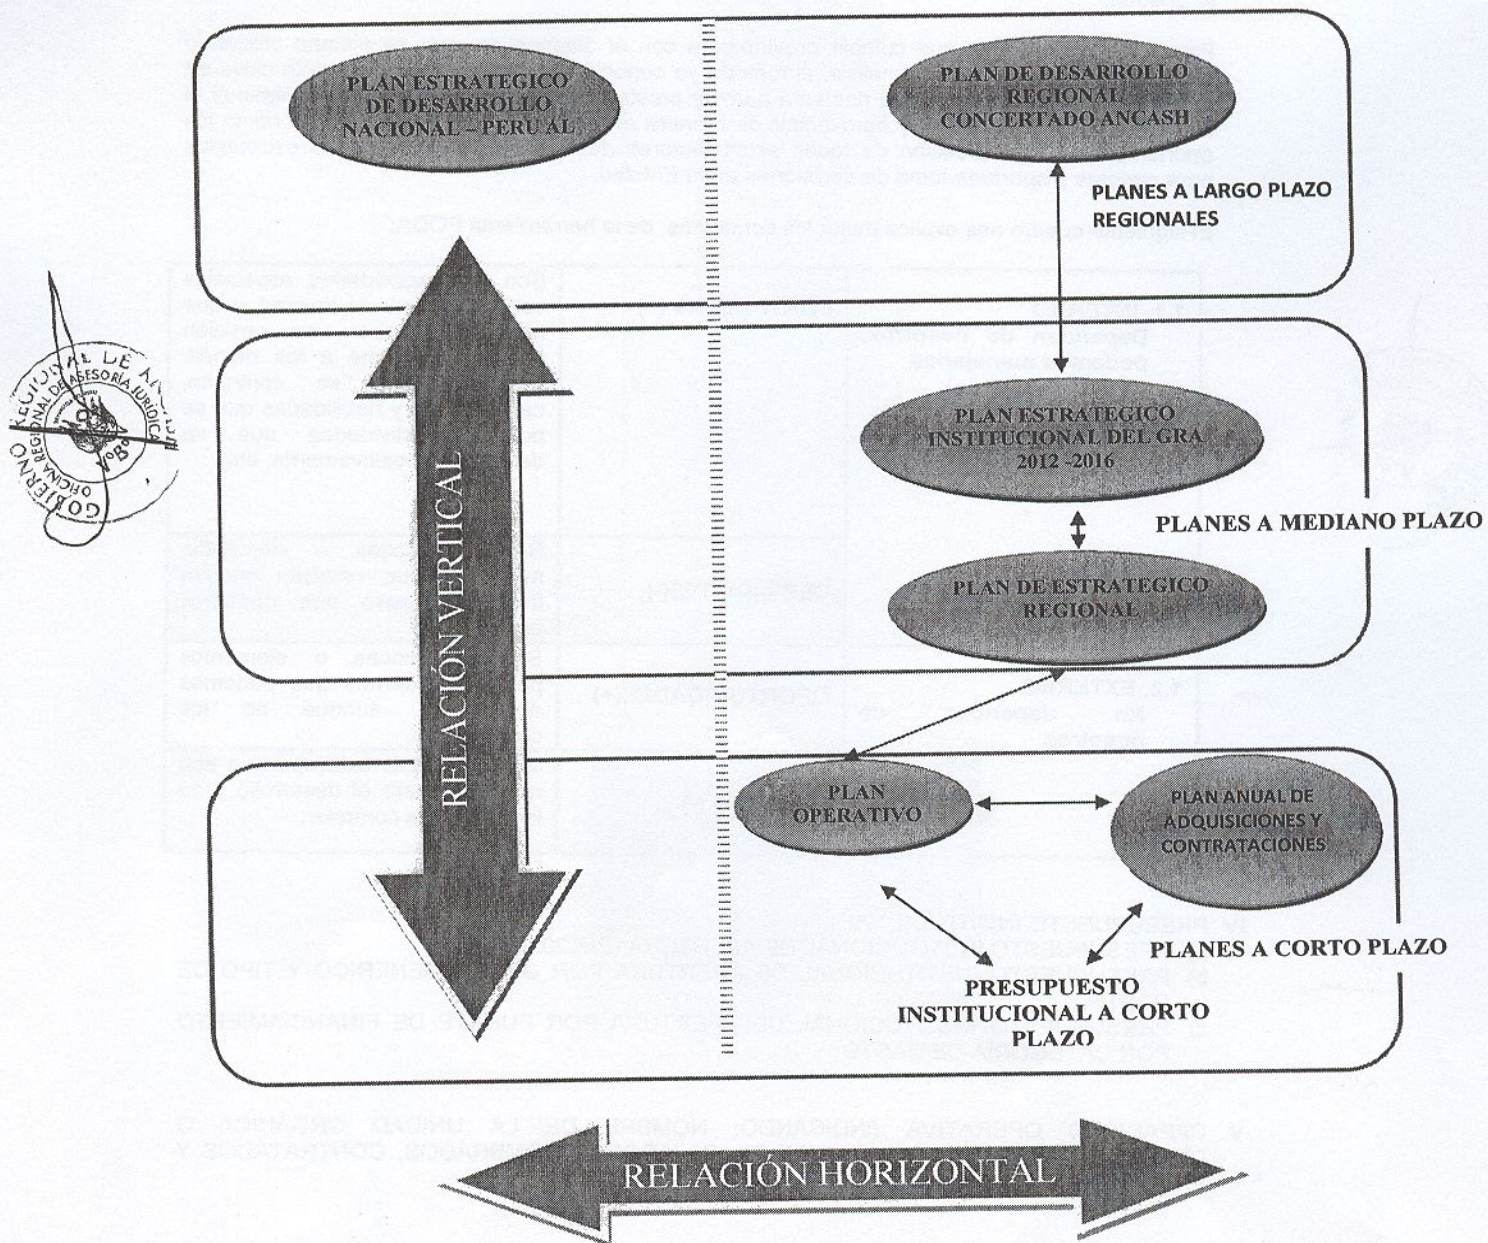 PLAN ESTRATEGICO
DE DESARROLLO
NACIONAL – PERU AL
PLAN DE DESARROLLO
REGIONAL
CONCERTADO ANCASH
PLANES A LARGO PLAZO
REGIONALES
RELACIÓN VERTICAL
PLAN ESTRATEGICO
INSTITUCIONAL DEL GRA
2012 -2016
PLANES A MEDIANO PLAZO
PLAN DE ESTRATEGICO
REGIONAL
PLAN
OPERATIVO
PLAN ANUAL DE
ADQUISICIONES Y
CONTRATACIONES
PLANES A CORTO PLAZO
PRESUPUESTO
INSTITUCIONAL A CORTO
PLAZO
RELACIÓN HORIZONTAL
GOBIERNO REGIONAL DE
OFICINA REGIONAL DE ASESORÍA JURÍDICA
VºBº